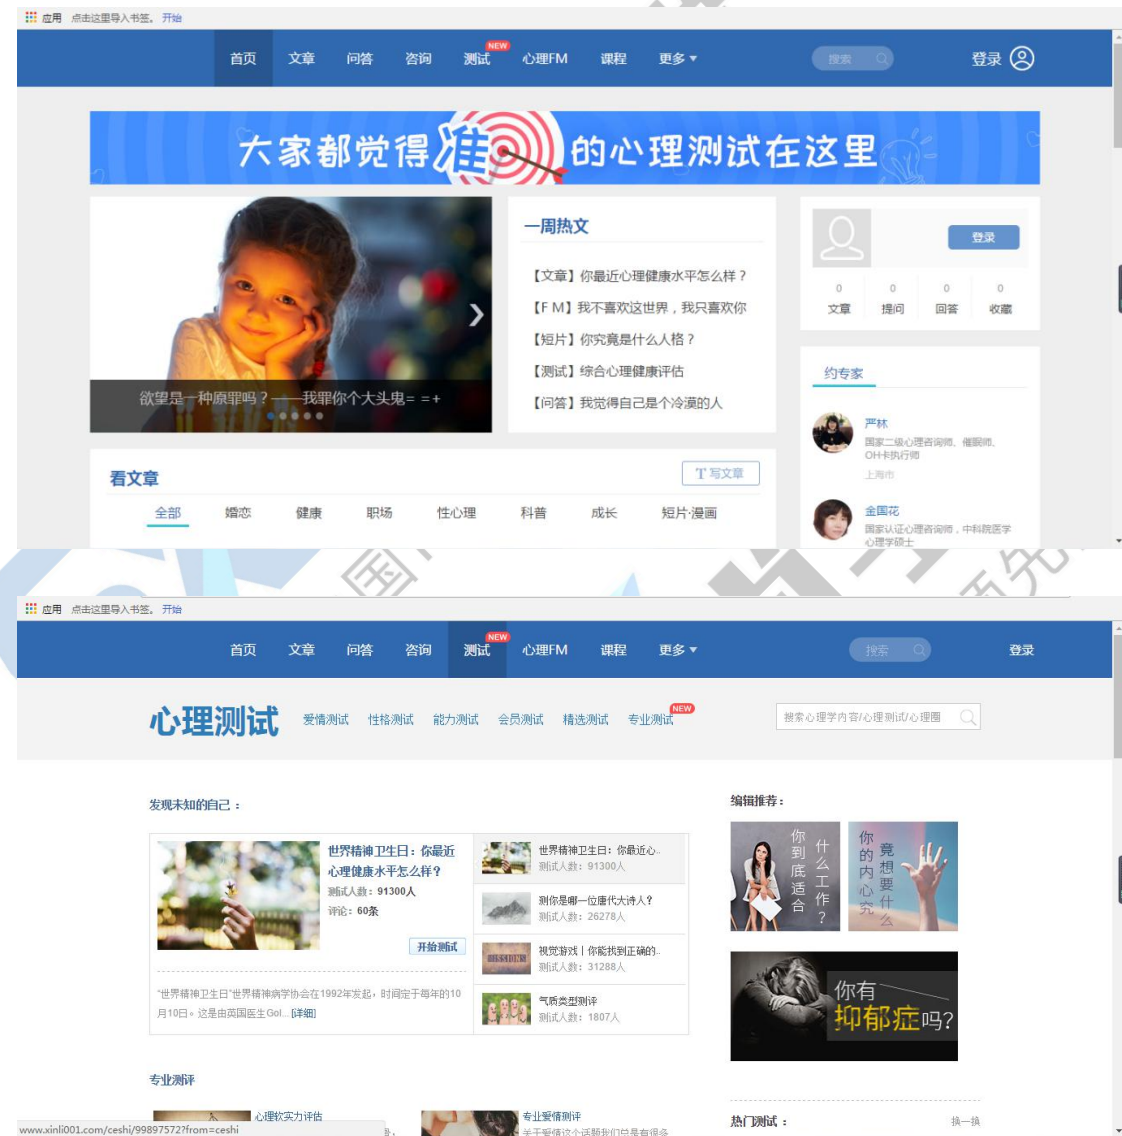 应用 点击这里导入书签。 开始
首页 文章 问答 咨询 测试 NEW 心理FM 课程 更多 搜索 登录
大家都觉得准的心理测试在这里
欲望是一种原罪吗？——我罪你个大头鬼= =+
一周热文
【文章】你最近心理健康水平怎么样？
【F M】我不喜欢这世界，我只喜欢你
【短片】你究竟是什么人格？
【测试】综合心理健康评估
【问答】我觉得自己是个冷漠的人
登录
0 0 0 0
文章 提问 回答 收藏
约专家
严林
国家二级心理咨询师、催眠师、
OH卡执行师
上海市
金国花
国家认证心理咨询师，中科院医学
心理学硕士
看文章
T 写文章
全部 婚恋 健康 职场 性心理 科普 成长 短片·漫画
国
领先
应用 点击这里导入书签。 开始
首页 文章 问答 咨询 测试 NEW 心理FM 课程 更多 搜索 登录
心理测试 爱情测试 性格测试 能力测试 会员测试 精选测试 专业测试 NEW 搜索心理学内容/心理测试/心理圈
发现未知的自己：
世界精神卫生日：你最近
心理健康水平怎么样？
测试人数：91300人
评论：60条
开始测试
"世界精神卫生日"世界精神病学协会在1992年发起，时间定于每年的10
月10日。这是由英国医生Gol... [详细]
世界精神卫生日：你最近心..
测试人数：91300人
测你是哪一位唐代大诗人？
测试人数：26278人
视觉游戏丨你能找到正确的..
测试人数：31288人
气质类型测评
测试人数：1807人
编辑推荐：
你到底适合
什么工作？
你的内心究
竟想要什么
你有
抑郁症吗?
专业测评
心理软实力评估
专业爱情测评
关于爱情这个话题我们总是有很多
热门测试：
换一换
www.xinli001.com/ceshi/99897572?from=ceshi